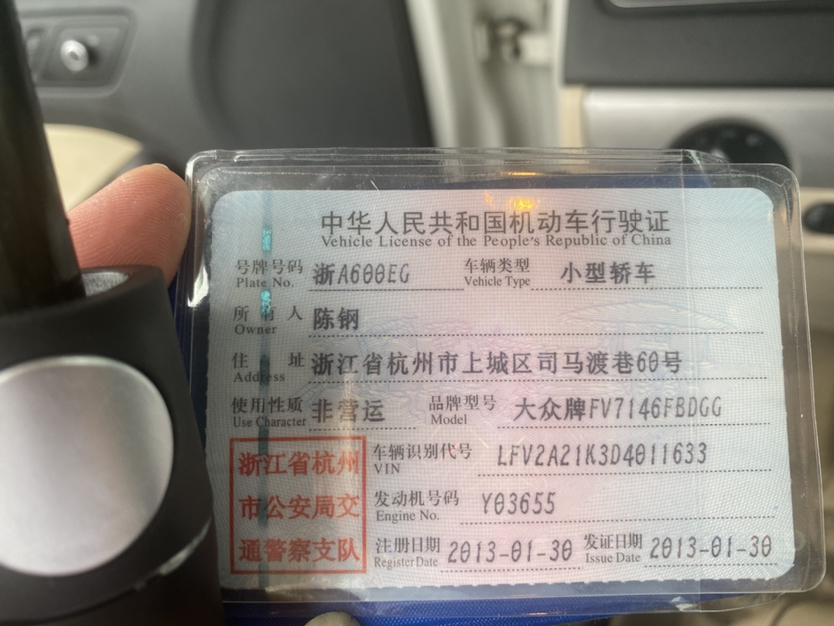 中华人民共和国机动车行驶证
Vehicle License of the People's Republic of China
号牌号码 浙A600EG 车辆类型 小型轿车
Plate No. Vehicle Type
所有人 陈钢
Owner
住址 浙江省杭州市上城区司马渡巷60号
Address
使用性质 非营运 品牌型号 大众牌FV7146FBDGG
Use Character Model
浙江省杭州 车辆识别代号 LFV2A21K3D4011633
VIN
市公安局交 发动机号码 Y03655
Engine No.
通警察支队 注册日期 2013-01-30 发证日期 2013-01-30
Register Date Issue Date